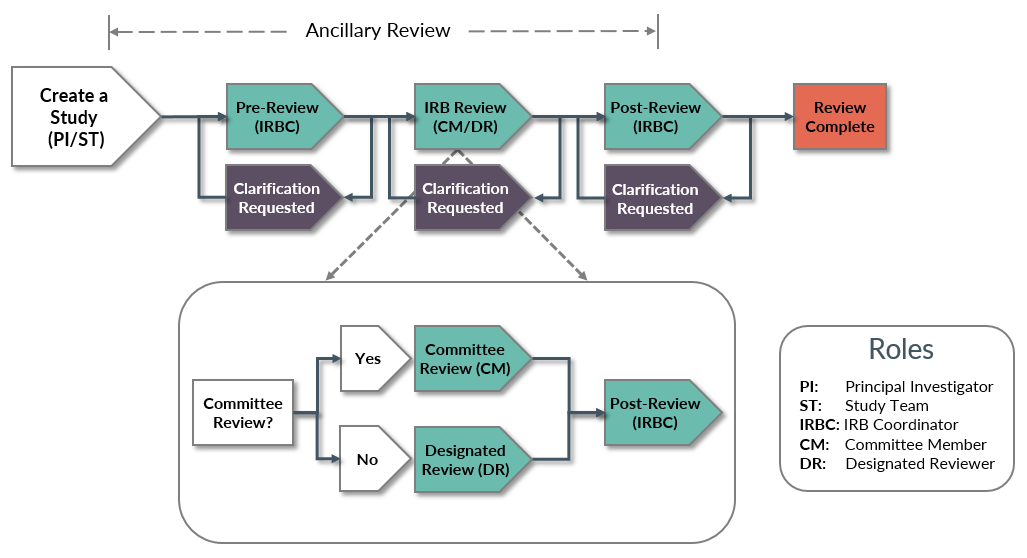 Ancillary Review
Create a
Study
(PI/ST)
Pre-Review
(IRBC)
IRB Review
(CM/DR)
Post-Review
(IRBC)
Review
Complete
Clarification
Requested
Clarification
Requested
Clarification
Requested
Committee
Review?
Yes
Committee
Review (CM)
No
Designated
Review (DR)
Post-Review
(IRBC)
Roles
PI: Principal Investigator
ST: Study Team
IRBC: IRB Coordinator
CM: Committee Member
DR: Designated Reviewer